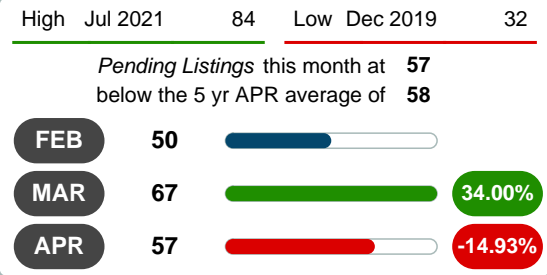 High Jul 2021 84 Low Dec 2019 32
Pending Listings this month at 57
below the 5 yr APR average of 58
FEB 50
MAR 67 34.00%
APR 57 -14.93%